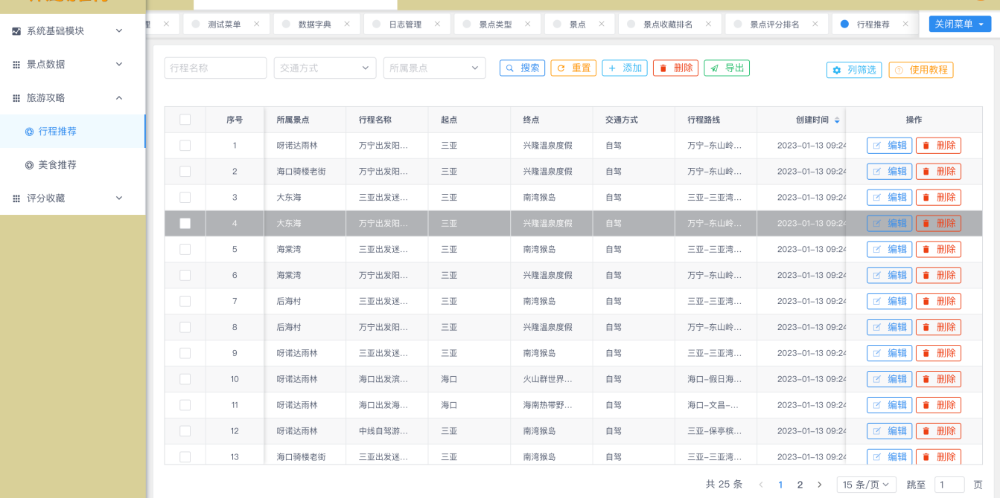 系统基础模块
景点数据
旅游攻略
行程推荐
美食推荐
评分收藏
理 测试菜单 数据字典 日志管理 景点类型 景点 景点收藏排名 景点评分排名 行程推荐 关闭菜单
行程名称 交通方式 所属景点 搜索 重置 添加 删除 导出 列筛选 使用教程
序号 所属景点 行程名称 起点 终点 交通方式 行程路线 创建时间 操作
1 呀诺达雨林 万宁出发阳... 三亚 兴隆温泉度假 自驾 万宁-东山岭... 2023-01-13 09:24 编辑 删除
2 海口骑楼老街 万宁出发阳... 三亚 兴隆温泉度假 自驾 万宁-东山岭... 2023-01-13 09:24 编辑 删除
3 大东海 三亚出发迷... 三亚 南湾猴岛 自驾 三亚-三亚湾... 2023-01-13 09:24 编辑 删除
4 大东海 万宁出发阳... 三亚 兴隆温泉度假 自驾 万宁-东山岭... 2023-01-13 09:24 编辑 删除
5 海棠湾 三亚出发迷... 三亚 南湾猴岛 自驾 三亚-三亚湾... 2023-01-13 09:24 编辑 删除
6 海棠湾 万宁出发阳... 三亚 兴隆温泉度假 自驾 万宁-东山岭... 2023-01-13 09:24 编辑 删除
7 后海村 三亚出发迷... 三亚 南湾猴岛 自驾 三亚-三亚湾... 2023-01-13 09:24 编辑 删除
8 后海村 万宁出发阳... 三亚 兴隆温泉度假 自驾 万宁-东山岭... 2023-01-13 09:24 编辑 删除
9 呀诺达雨林 三亚出发迷... 三亚 南湾猴岛 自驾 三亚-三亚湾... 2023-01-13 09:24 编辑 删除
10 呀诺达雨林 海口出发滨... 海口 火山群世界... 自驾 海口-假日海... 2023-01-13 09:24 编辑 删除
11 呀诺达雨林 海口出发海... 海口 海南热带野... 自驾 海口-文昌-... 2023-01-13 09:24 编辑 删除
12 呀诺达雨林 中线自驾游... 三亚 南湾猴岛 自驾 三亚-保亭槟... 2023-01-13 09:24 编辑 删除
13 海口骑楼老街 三亚出发迷... 三亚 南湾猴岛 自驾 三亚-三亚湾... 2023-01-13 09:24 编辑 删除
共 25 条 1 2 15 条/页 跳至 1 页